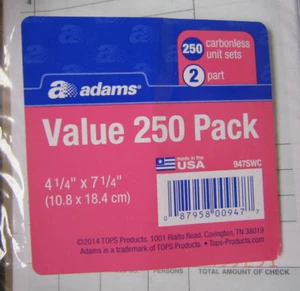 250 carbonless
unit sets
2 part
adams®
Value 250 Pack
made in the
USA
947SWC
4 1/4" x 7 1/4"
(10.8 x 18.4 cm)
0 87958 00947 7
©2014 TOPS Products, 1001 Rialto Road, Covington, TN 38019
Adams is a trademark of TOPS Products. • Tops-Products.com
PERSONS
TOTAL AMOUNT OF CHECK